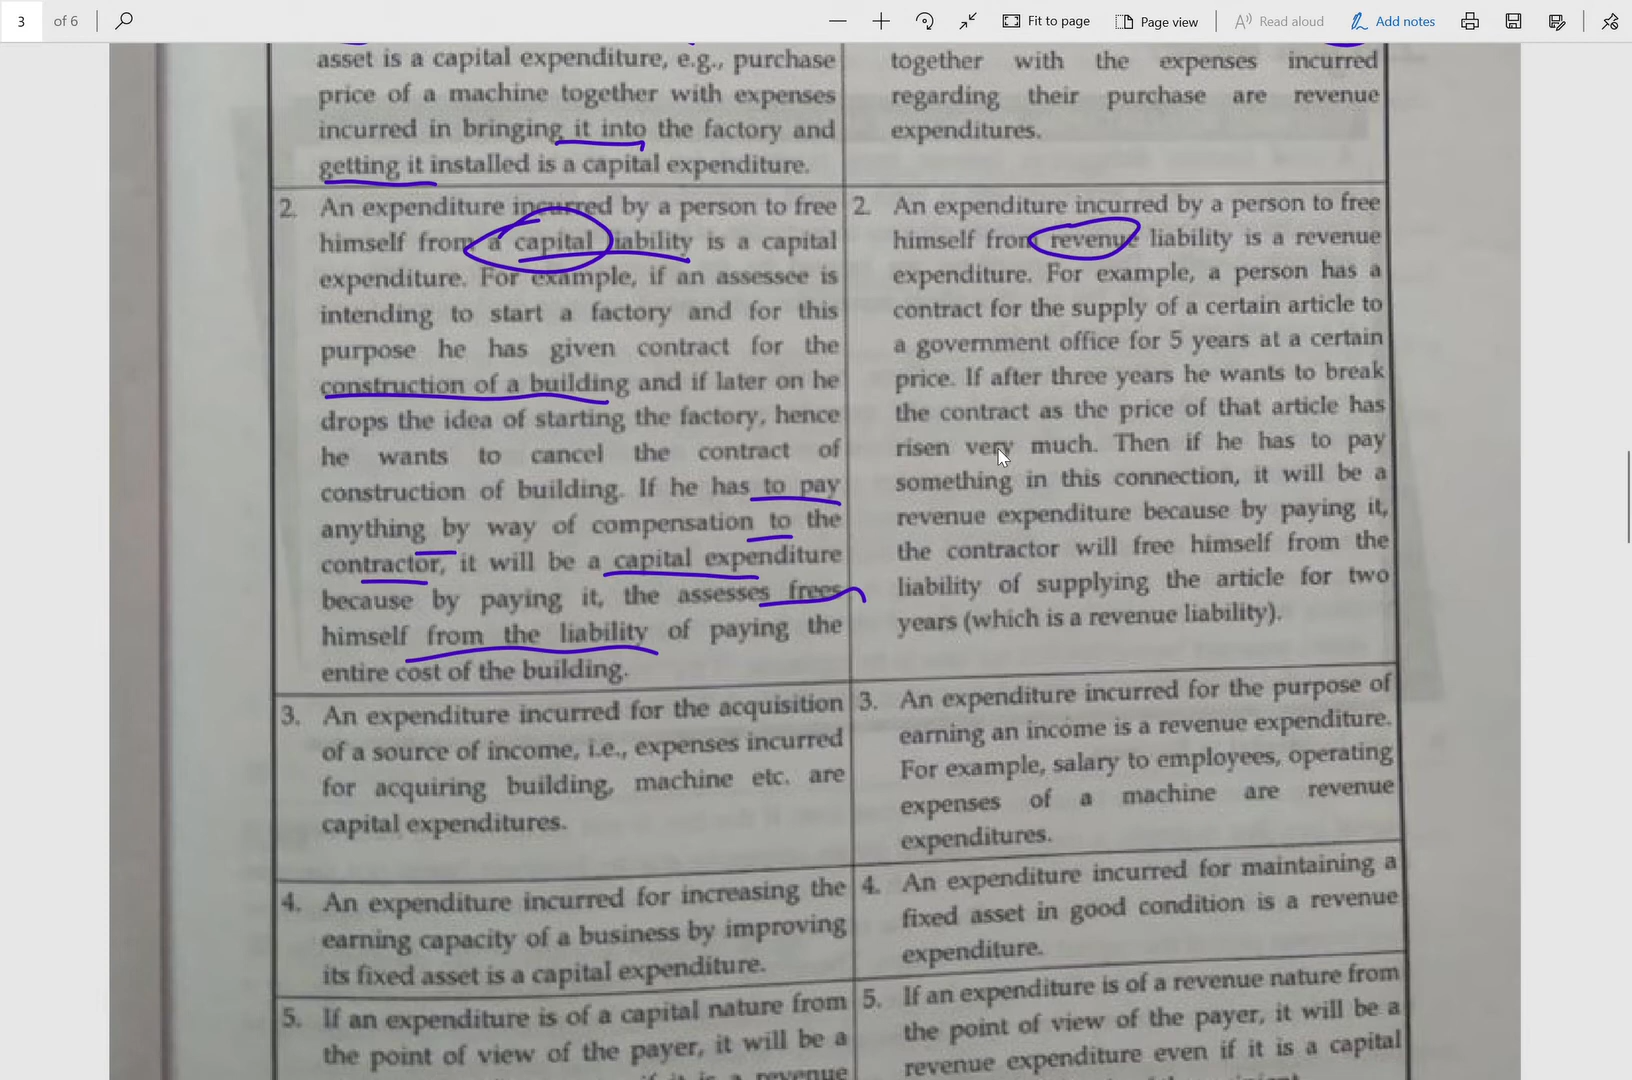 3 of 6 Fit to page Page view Read aloud Add notes
asset is a capital expenditure, e.g., purchase
price of a machine together with expenses
incurred in bringing it into the factory and
getting it installed is a capital expenditure.
together with the expenses incurred
regarding their purchase are revenue
expenditures.
2. An expenditure incurred by a person to free
himself from a capital liability is a capital
expenditure. For example, if an assessee is
intending to start a factory and for this
purpose he has given contract for the
construction of a building and if later on he
drops the idea of starting the factory, hence
he wants to cancel the contract of
construction of building. If he has to pay
anything by way of compensation to the
contractor, it will be a capital expenditure
because by paying it, the assesses frees
himself from the liability of paying the
entire cost of the building.
2. An expenditure incurred by a person to free
himself from revenue liability is a revenue
expenditure. For example, a person has a
contract for the supply of a certain article to
a government office for 5 years at a certain
price. If after three years he wants to break
the contract as the price of that article has
risen very much. Then if he has to pay
something in this connection, it will be a
revenue expenditure because by paying it,
the contractor will free himself from the
liability of supplying the article for two
years (which is a revenue liability).
3. An expenditure incurred for the acquisition
of a source of income, i.e., expenses incurred
for acquiring building, machine etc. are
capital expenditures.
3. An expenditure incurred for the purpose of
earning an income is a revenue expenditure.
For example, salary to employees, operating
expenses of a machine are revenue
expenditures.
4. An expenditure incurred for increasing the
earning capacity of a business by improving
its fixed asset is a capital expenditure.
4. An expenditure incurred for maintaining a
fixed asset in good condition is a revenue
expenditure.
5. If an expenditure is of a capital nature from
the point of view of the payer, it will be a
revenue
5. If an expenditure is of a revenue nature from
the point of view of the payer, it will be a
revenue expenditure even if it is a capital